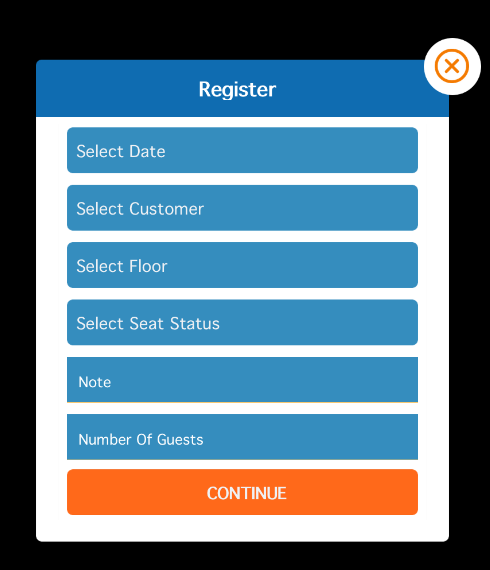 Register
Select Date
Select Customer
Select Floor
Select Seat Status
Note
Number Of Guests
CONTINUE